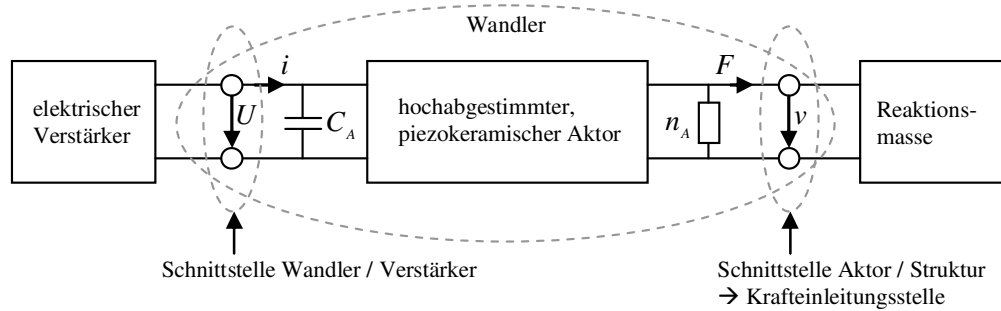 Wandler
elektrischer
Verstärker
i
U
C_A
hochabgestimmter,
piezokeramischer Aktor
n_A
F
v
Reaktions-
masse
Schnittstelle Wandler / Verstärker
Schnittstelle Aktor / Struktur
→ Krafteinleitungsstelle